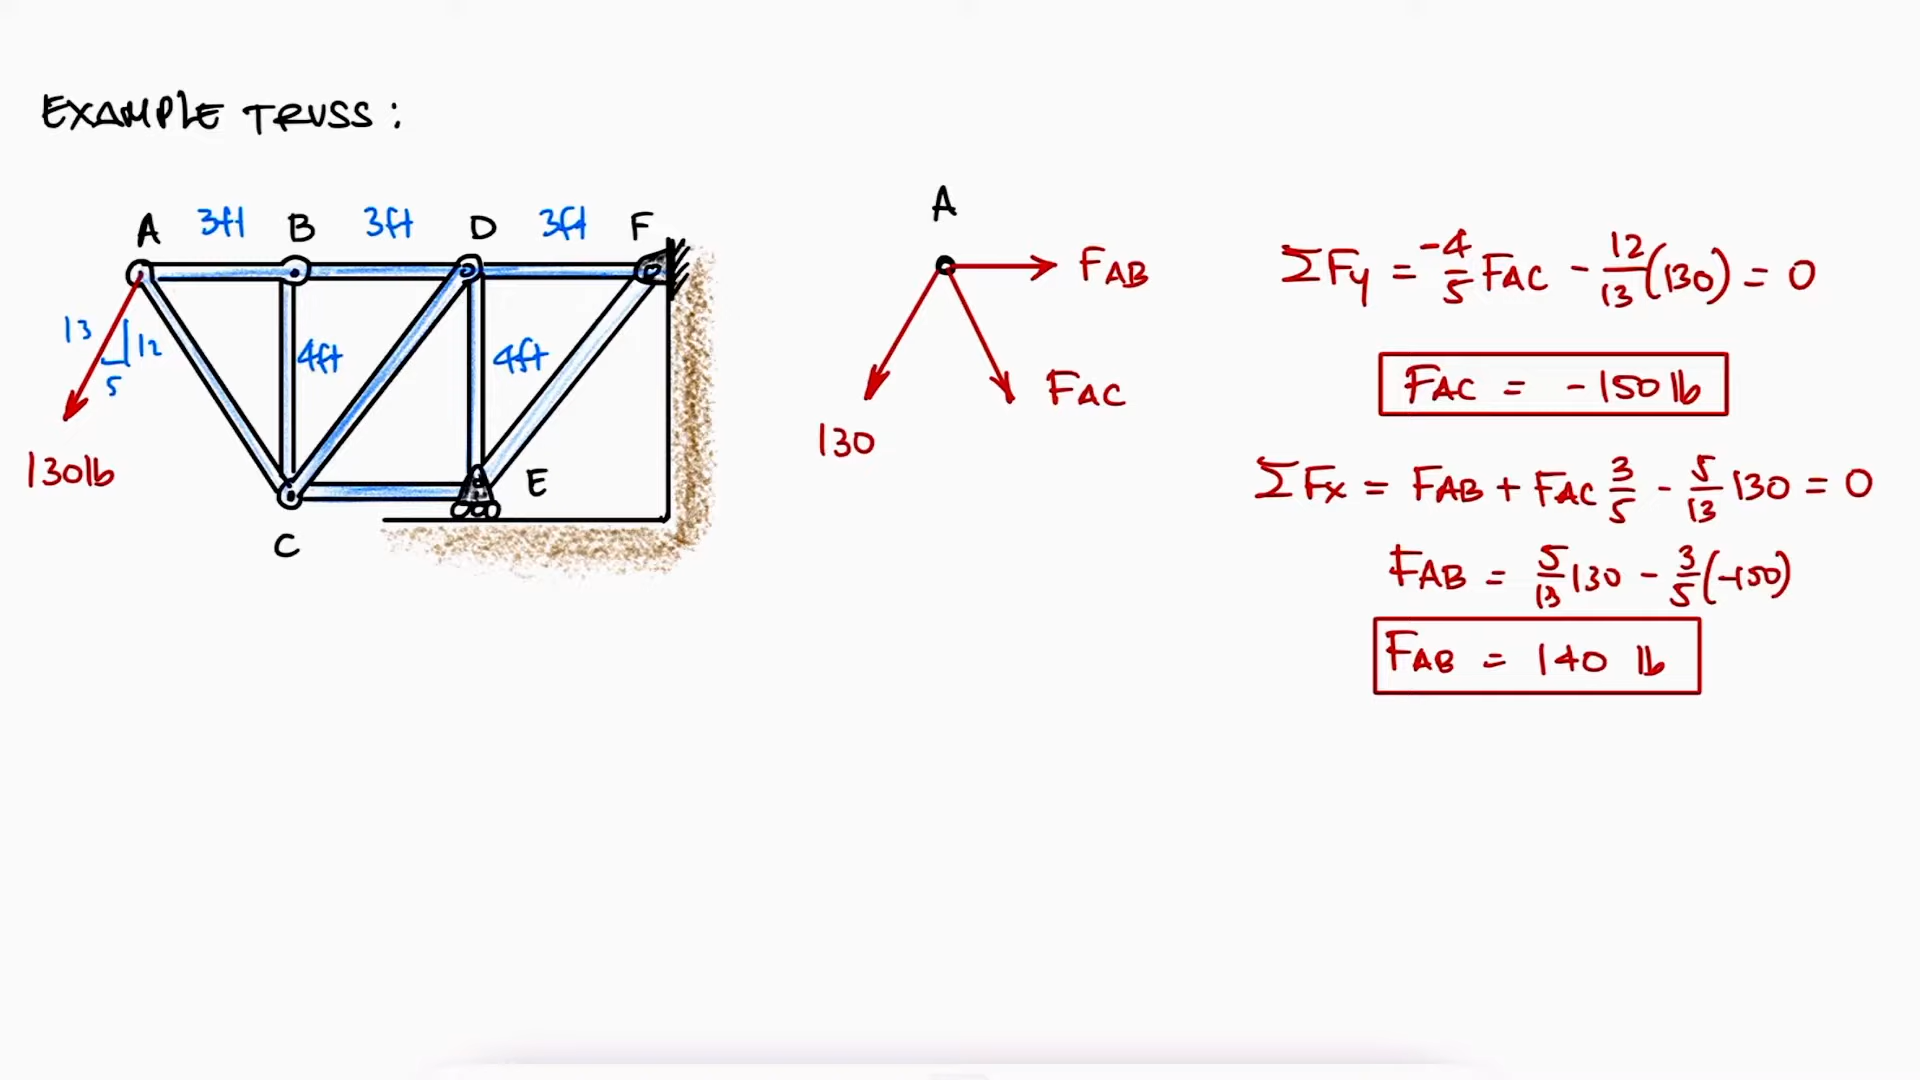 EXAMPLE TRUSS:
A 3ft B 3ft D 3ft F
13
12
5
4ft
4ft
130lb
E
C
A
FAB
FAC
130
ΣFy = -4/5 FAC - 12/13 (130) = 0
FAC = -150 lb
ΣFx = FAB + FAC 3/5 - 5/13 130 = 0
FAB = 5/13 130 - 3/5 (-150)
FAB = 140 lb